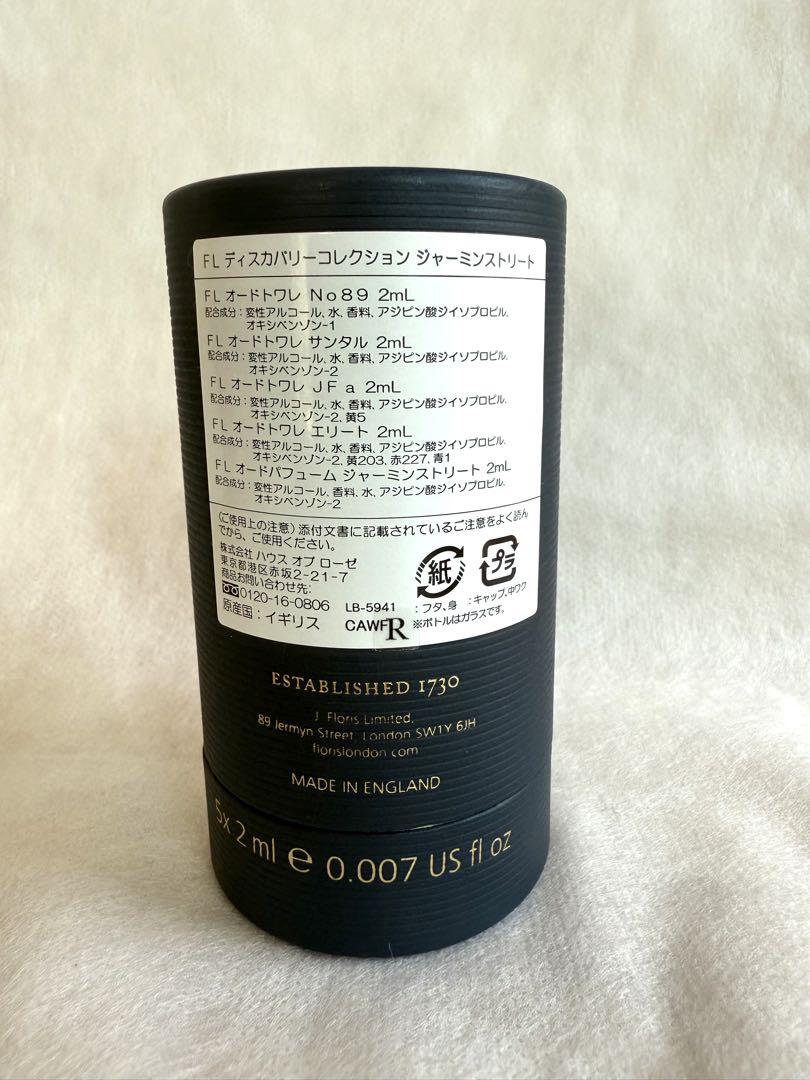 FL ディスカバリーコレクション ジャーミンストリート
FL オードトワレ No89 2mL
配合成分：変性アルコール、水、香料、アジピン酸ジイソプロピル、
オキシベンゾン-1
FL オードトワレ サンタル 2mL
配合成分：変性アルコール、水、香料、アジピン酸ジイソプロピル、
オキシベンゾン-2
FL オードトワレ JFa 2mL
配合成分：変性アルコール、水、香料、アジピン酸ジイソプロピル、
オキシベンゾン-2、黄5
FL オードトワレ エリート 2mL
配合成分：変性アルコール、水、香料、アジピン酸ジイソプロピル、
オキシベンゾン-2、黄203、赤227、青1
FL オードパフューム ジャーミンストリート 2mL
配合成分：変性アルコール、香料、水、アジピン酸ジイソプロピル、
オキシベンゾン-2
（ご使用上の注意）添付文書に記載されているご注意をよく読ん
でから、ご使用ください。
株式会社 ハウス オブ ローゼ
東京都港区赤坂2-21-7
商品お問い合わせ先：
0120-16-0806
原産国：イギリス
LB-5941
CAWF R
紙
プラ
：フタ、身 ：キャップ、中ワク
※ボトルはガラスです。
ESTABLISHED 1730
J. Floris Limited,
89 Jermyn Street, London SW1Y 6JH
florislondon.com
MADE IN ENGLAND
5x 2 ml e 0.007 US fl oz